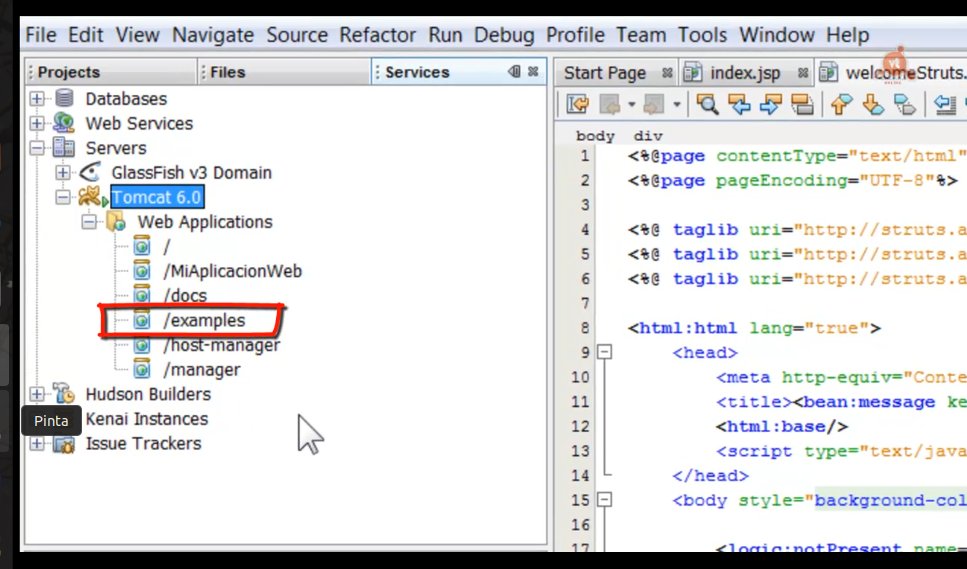 File Edit View Navigate Source Refactor Run Debug Profile Team Tools Window Help
Projects Files Services
Start Page index.jsp welcomeStruts.
Databases
Web Services
Servers
GlassFish v3 Domain
Tomcat 6.0
Web Applications
/
/MiAplicacionWeb
/docs
/examples
/host-manager
/manager
Hudson Builders
Kenai Instances
Issue Trackers
Pinta
body div
1 <%@page contentType="text/html"
2 <%@page pageEncoding="UTF-8"%>
3
4 <%@ taglib uri="http://struts.a
5 <%@ taglib uri="http://struts.a
6 <%@ taglib uri="http://struts.a
7
8 <html:html lang="true">
9 <head>
10 <meta http-equiv="Conte
11 <title><bean:message ke
12 <html:base/>
13 <script type="text/java
14 </head>
15 <body style="background-col
16
17 <logic:notPresent name=